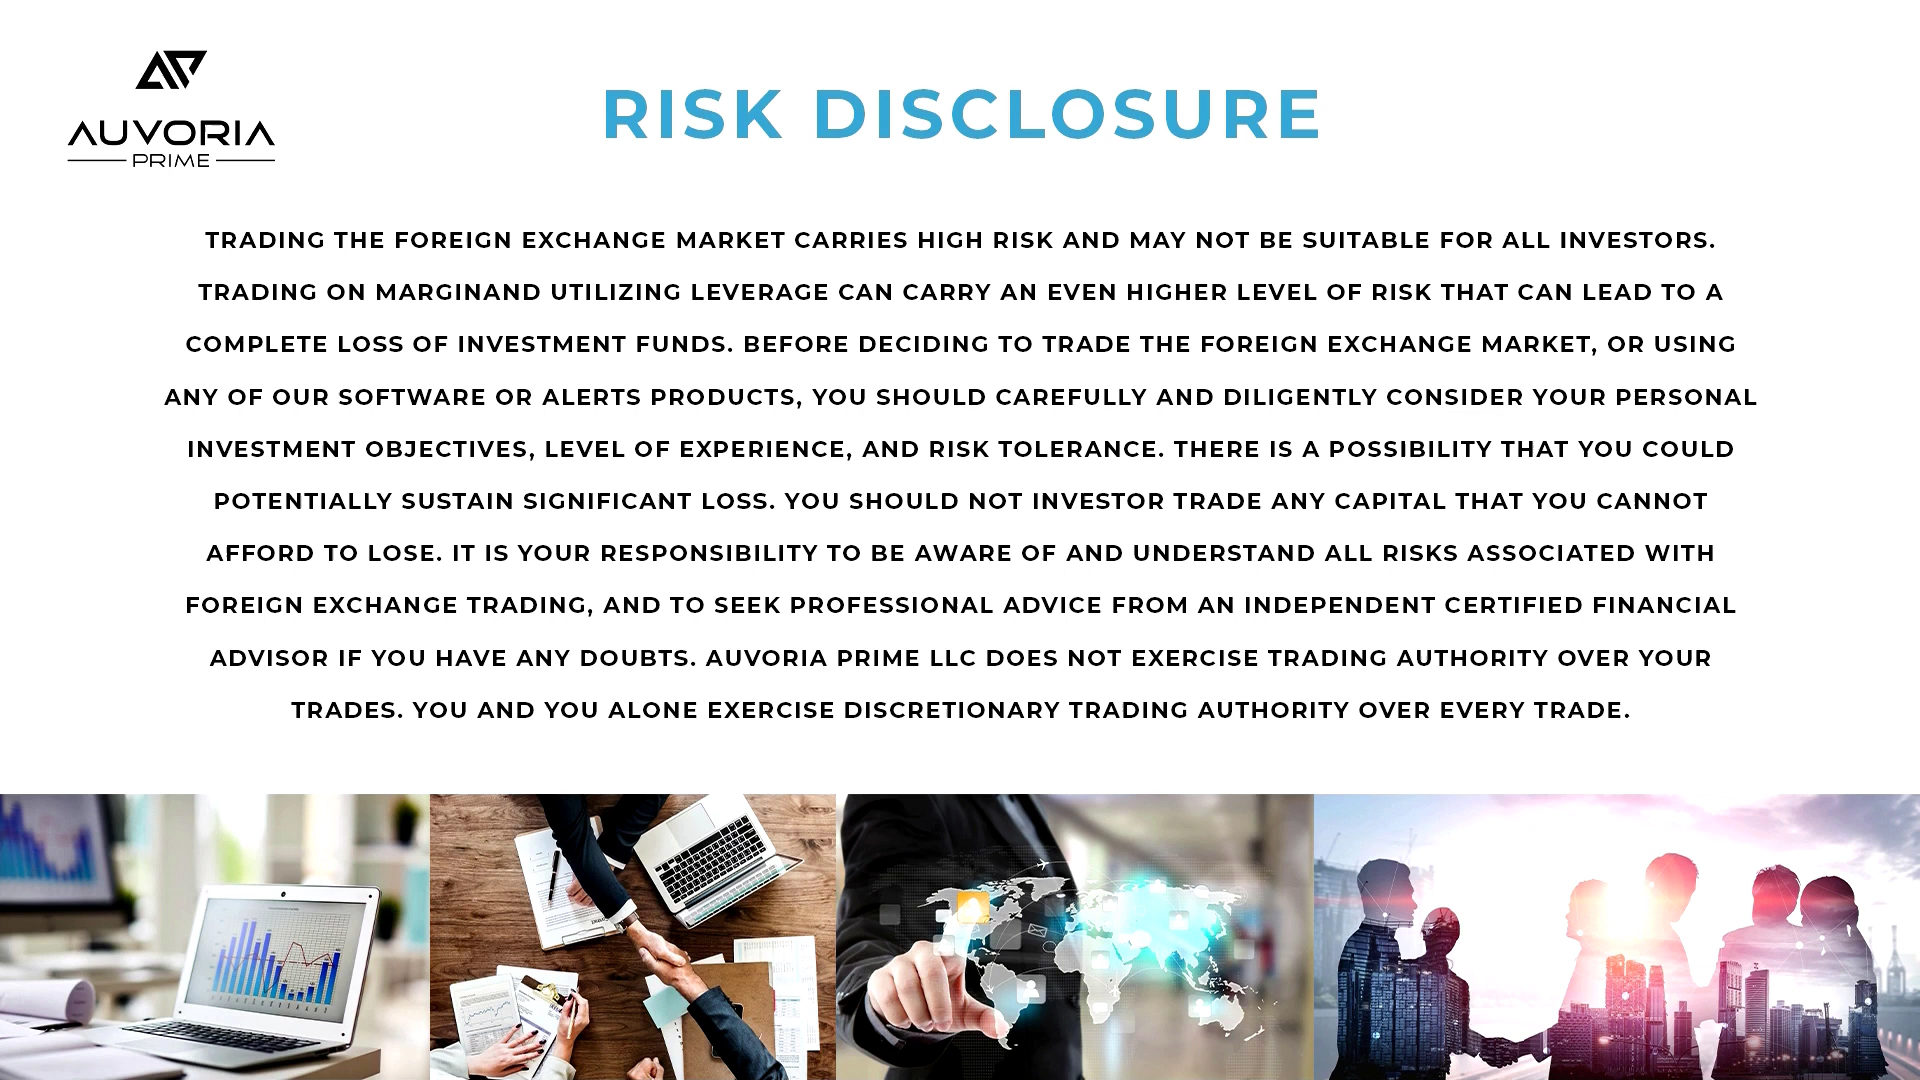 AUVORIA
PRIME
RISK DISCLOSURE
TRADING THE FOREIGN EXCHANGE MARKET CARRIES HIGH RISK AND MAY NOT BE SUITABLE FOR ALL INVESTORS.
TRADING ON MARGINAND UTILIZING LEVERAGE CAN CARRY AN EVEN HIGHER LEVEL OF RISK THAT CAN LEAD TO A
COMPLETE LOSS OF INVESTMENT FUNDS. BEFORE DECIDING TO TRADE THE FOREIGN EXCHANGE MARKET, OR USING
ANY OF OUR SOFTWARE OR ALERTS PRODUCTS, YOU SHOULD CAREFULLY AND DILIGENTLY CONSIDER YOUR PERSONAL
INVESTMENT OBJECTIVES, LEVEL OF EXPERIENCE, AND RISK TOLERANCE. THERE IS A POSSIBILITY THAT YOU COULD
POTENTIALLY SUSTAIN SIGNIFICANT LOSS. YOU SHOULD NOT INVESTOR TRADE ANY CAPITAL THAT YOU CANNOT
AFFORD TO LOSE. IT IS YOUR RESPONSIBILITY TO BE AWARE OF AND UNDERSTAND ALL RISKS ASSOCIATED WITH
FOREIGN EXCHANGE TRADING, AND TO SEEK PROFESSIONAL ADVICE FROM AN INDEPENDENT CERTIFIED FINANCIAL
ADVISOR IF YOU HAVE ANY DOUBTS. AUVORIA PRIME LLC DOES NOT EXERCISE TRADING AUTHORITY OVER YOUR
TRADES. YOU AND YOU ALONE EXERCISE DISCRETIONARY TRADING AUTHORITY OVER EVERY TRADE.